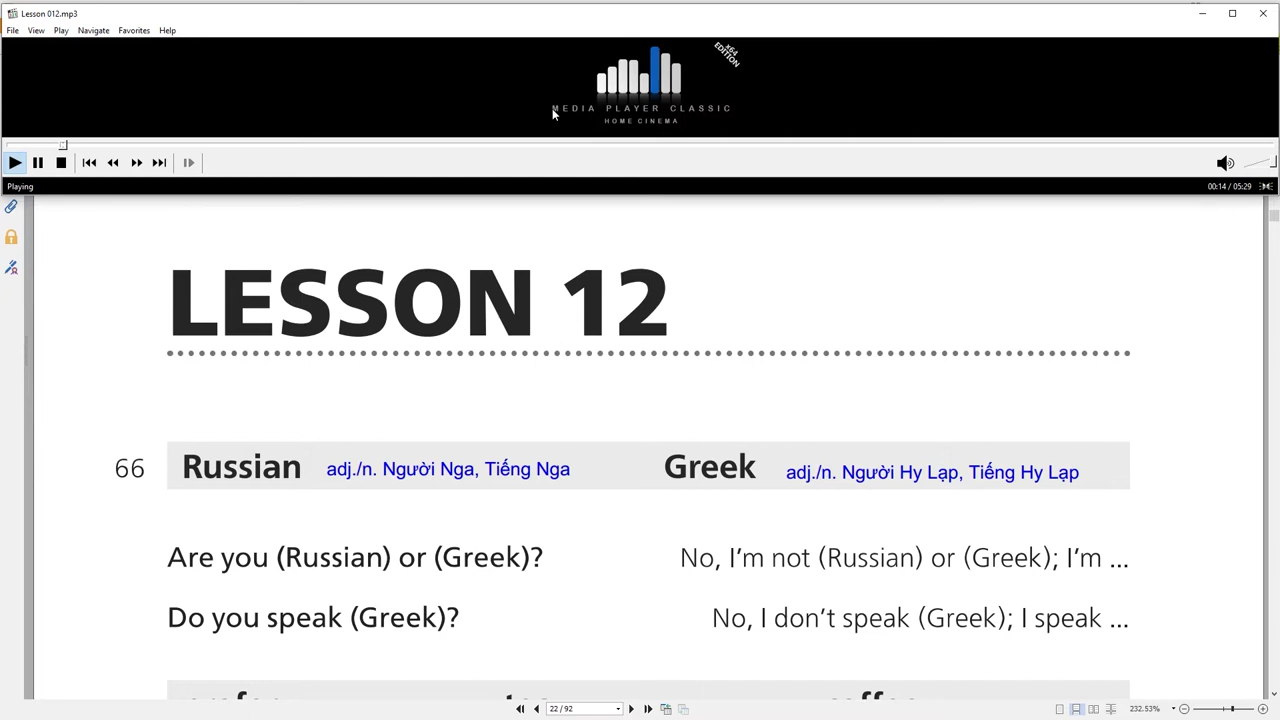 Lesson 012.mp3
File View Play Navigate Favorites Help
x64
EDITION
MEDIA PLAYER CLASSIC
HOME CINEMA
Playing
00:14 / 05:29
LESSON 12
66 Russian adj./n. Người Nga, Tiếng Nga Greek adj./n. Người Hy Lạp, Tiếng Hy Lạp
Are you (Russian) or (Greek)? No, I'm not (Russian) or (Greek); I'm ...
Do you speak (Greek)? No, I don't speak (Greek); I speak ...
22 / 92
232.53%